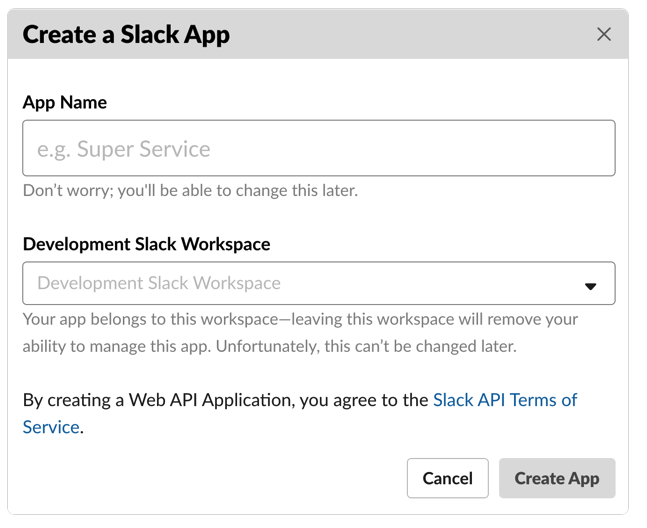 Create a Slack App
App Name
e.g. Super Service
Don't worry; you'll be able to change this later.
Development Slack Workspace
Development Slack Workspace
Your app belongs to this workspace—leaving this workspace will remove your
ability to manage this app. Unfortunately, this can't be changed later.
By creating a Web API Application, you agree to the Slack API Terms of
Service.
Cancel
Create App